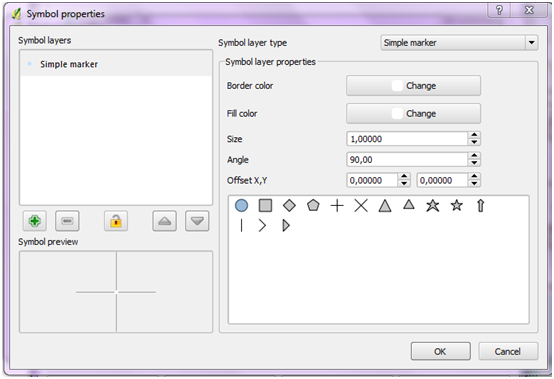 Symbol properties
Symbol layers
Simple marker
Symbol preview
Symbol layer type
Simple marker
Symbol layer properties
Border color
Change
Fill color
Change
Size
1,00000
Angle
90,00
Offset X,Y
0,00000
0,00000
OK
Cancel